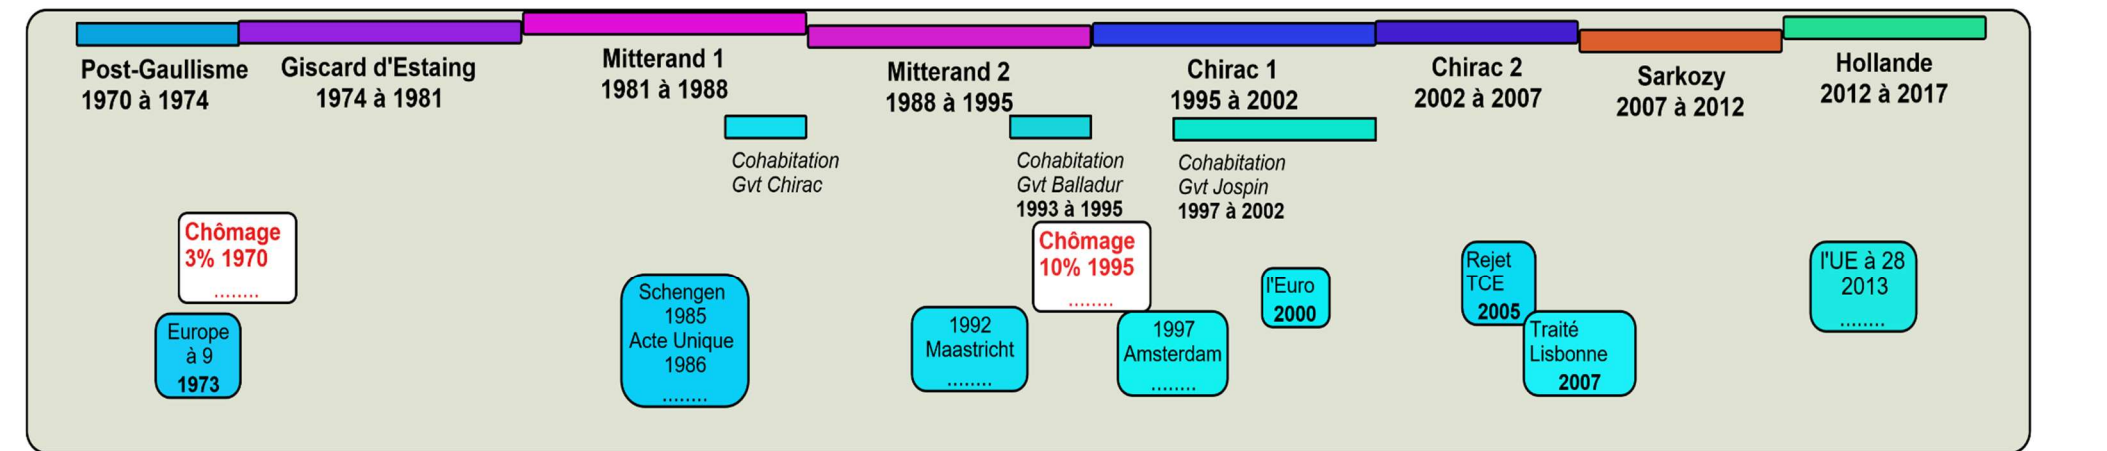 Post-Gaullisme
1970 à 1974
Giscard d'Estaing
1974 à 1981
Mitterand 1
1981 à 1988
Mitterand 2
1988 à 1995
Chirac 1
1995 à 2002
Chirac 2
2002 à 2007
Sarkozy
2007 à 2012
Hollande
2012 à 2017
Cohabitation
Gvt Chirac
Cohabitation
Gvt Balladur
1993 à 1995
Cohabitation
Gvt Jospin
1997 à 2002
Chômage
3% 1970
........
Chômage
10% 1995
........
Europe
à 9
1973
Schengen
1985
Acte Unique
1986
........
1992
Maastricht
........
1997
Amsterdam
........
l'Euro
2000
Rejet
TCE
2005
Traité
Lisbonne
2007
l'UE à 28
2013
........